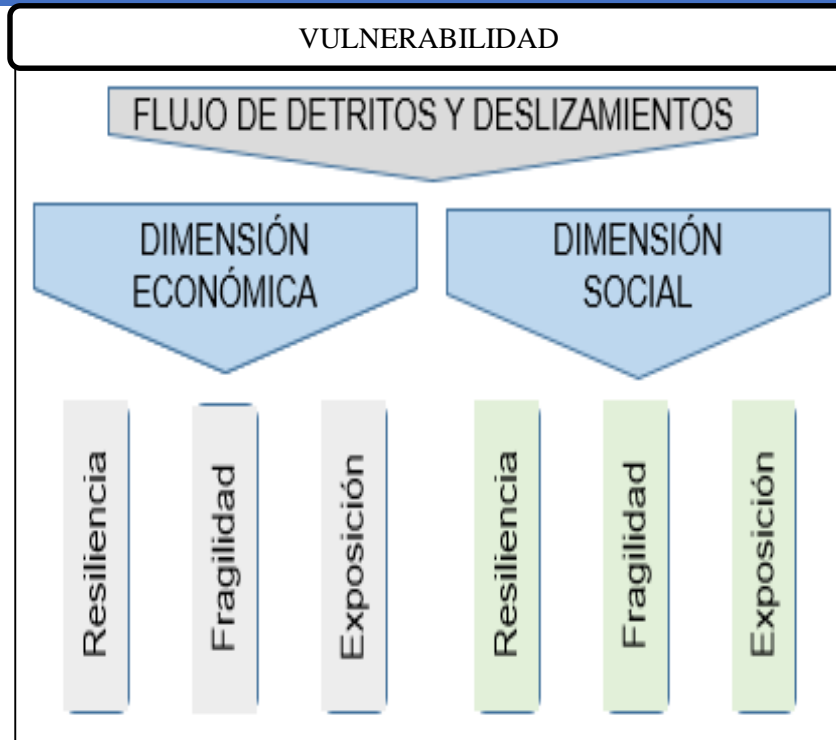 VULNERABILIDAD
FLUJO DE DETRITOS Y DESLIZAMIENTOS
DIMENSIÓN
ECONÓMICA
DIMENSIÓN
SOCIAL
Resiliencia
Fragilidad
Exposición
Resiliencia
Fragilidad
Exposición